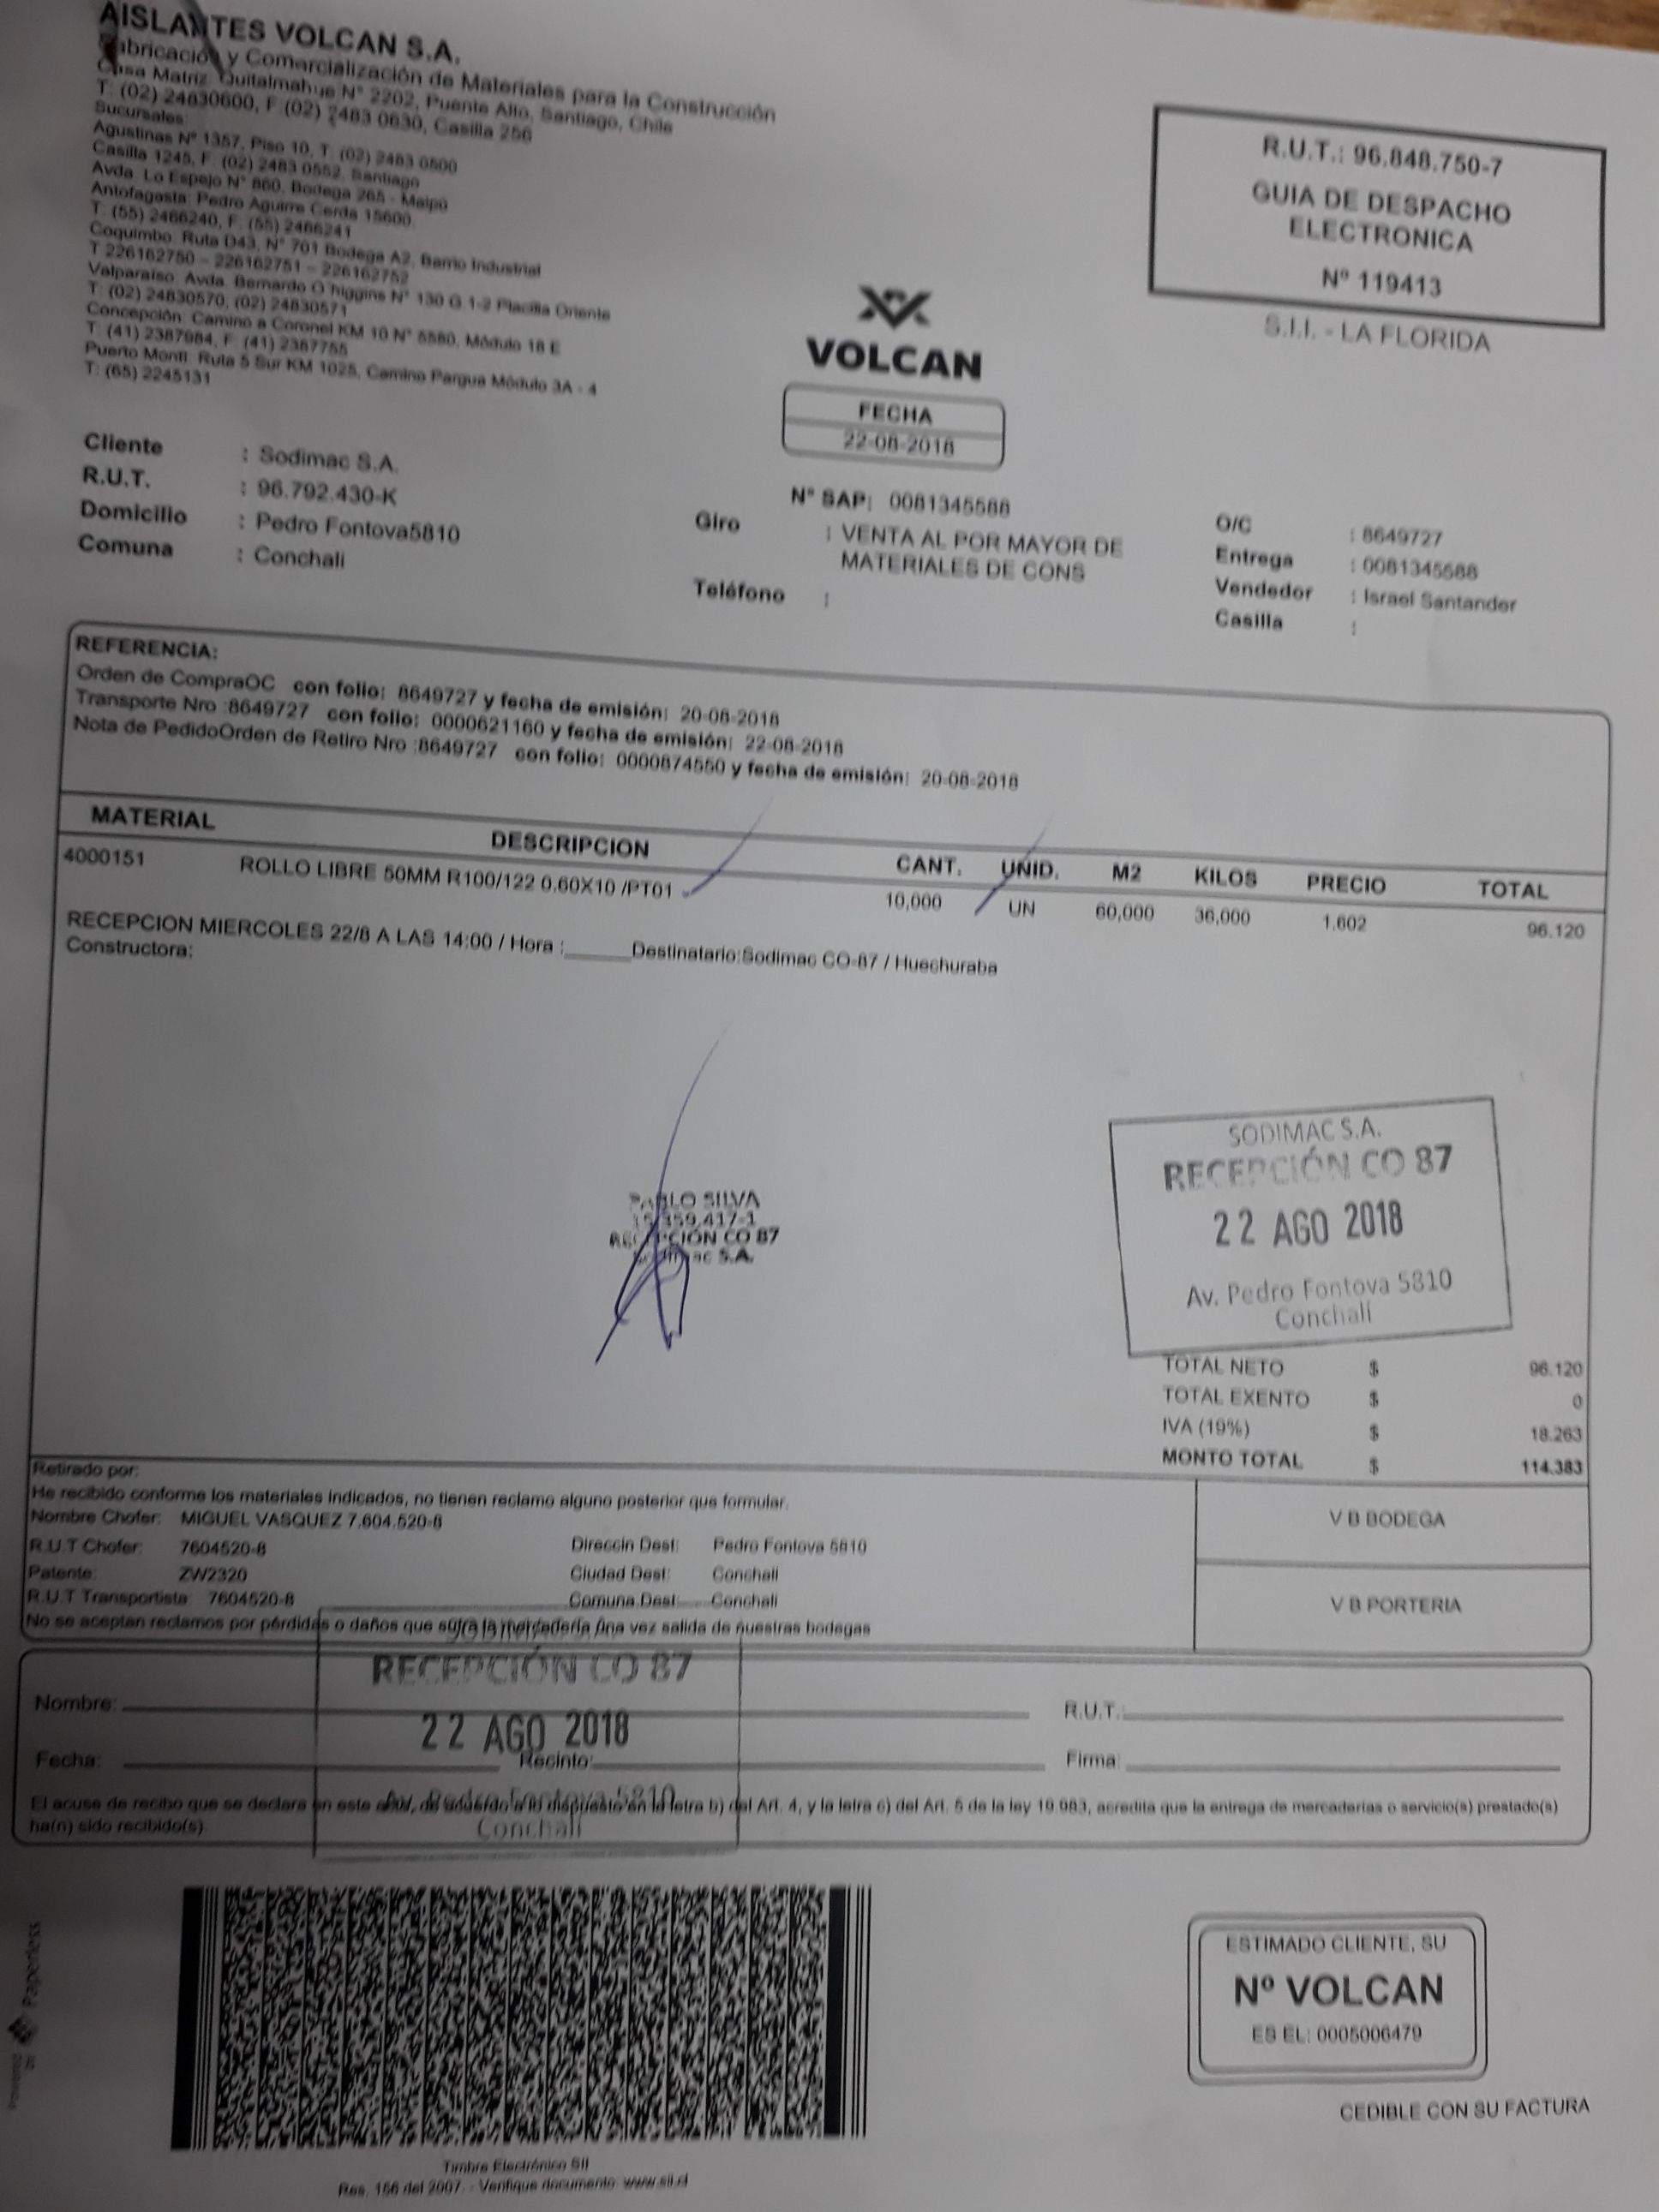 AISLANTES VOLCAN S.A.
Fabricación y Comercialización de Materiales para la Construcción
Casa Matriz: Quitalmahue N° 2202, Puente Alto, Santiago, Chile
T: (02) 24830600, F (02) 2483 0630, Casilla 256
Sucursales:
Agustinas N° 1357, Piso 10, T: (02) 2483 0500
Casilla 1245, F: (02) 2483 0552, Santiago
Avda. Lo Espejo N° 860, Bodega 265 - Maipú
Antofagasta: Pedro Aguirre Cerda 15600
T: (55) 2466240, F: (55) 2466241
Coquimbo: Ruta D43, N° 701 Bodega A2, Barrio Industrial
T 226162750 - 226162751 - 226162752
Valparaiso: Avda. Bernardo O´higgins N° 130 G 1-2 Placilla Oriente
T: (02) 24830570, (02) 24830571
Concepción: Camino a Coronel KM 10 N° 5580, Módulo 18 E
T: (41) 2387984, F: (41) 2387755
Puerto Montt: Ruta 5 Sur KM 1025, Camino Pargua Módulo 3A - 4
T: (65) 2245131
R.U.T.: 96.848.750-7
GUIA DE DESPACHO
ELECTRONICA
N° 119413
S.I.I. - LA FLORIDA
VOLCAN
FECHA
22-08-2018
N° SAP: 0081345588
Cliente : Sodimac S.A.
R.U.T. : 96.792.430-K
Domicilio : Pedro Fontova5810
Comuna : Conchali
Giro : VENTA AL POR MAYOR DE
MATERIALES DE CONS
Teléfono :
O/C : 8649727
Entrega : 0081345588
Vendedor : Israel Santander
Casilla :
REFERENCIA:
Orden de CompraOC con folio: 8649727 y fecha de emisión: 20-08-2018
Transporte Nro :8649727 con folio: 0000621160 y fecha de emisión: 22-08-2018
Nota de PedidoOrden de Retiro Nro :8649727 con folio: 0000874550 y fecha de emisión: 20-08-2018
MATERIAL DESCRIPCION CANT. UNID. M2 KILOS PRECIO TOTAL
4000151 ROLLO LIBRE 50MM R100/122 0.60X10 /PT01 10,000 UN 60,000 36,000 1.602 96.120
RECEPCION MIERCOLES 22/8 A LAS 14:00 / Hora :______Destinatario:Sodimac CO-87 / Huechuraba
Constructora:
PABLO SILVA
RECEPCIÓN CO 87
Sodimac S.A.
SODIMAC S.A.
RECEPCIÓN CO 87
22 AGO 2018
Av. Pedro Fontova 5810
Conchalí
TOTAL NETO $ 96.120
TOTAL EXENTO $ 0
IVA (19%) $ 18.263
MONTO TOTAL $ 114.383
Retirado por:
He recibido conforme los materiales indicados, no tienen reclamo alguno posterior que formular.
Nombre Chofer: MIGUEL VASQUEZ 7.604.520-8
R.U.T Chofer: 7604520-8 Direccin Dest: Pedro Fontova 5810
Patente: ZW2320 Ciudad Dest: Conchali
R.U.T Transportista: 7604520-8 Comuna Dest: Conchali
No se aceptan reclamos por pérdidas o daños que sufra la mercadería una vez salida de nuestras bodegas
V B BODEGA
V B PORTERIA
RECEPCIÓN CO 87
22 AGO 2018
Av. Pedro Fontova 5810
Conchalí
Nombre: R.U.T.:
Fecha: Recinto: Firma:
El acuse de recibo que se declara en este acto, de acuerdo a lo dispuesto en la letra b) del Art. 4, y la letra c) del Art. 5 de la ley 19.983, acredita que la entrega de mercaderías o servicio(s) prestado(s)
ha(n) sido recibido(s).
Powered by Paperless
Timbre Electrónico SII
Res. 156 del 2007 - Verifique documento: www.sii.cl
ESTIMADO CLIENTE, SU
Nº VOLCAN
ES EL: 0005006479
CEDIBLE CON SU FACTURA